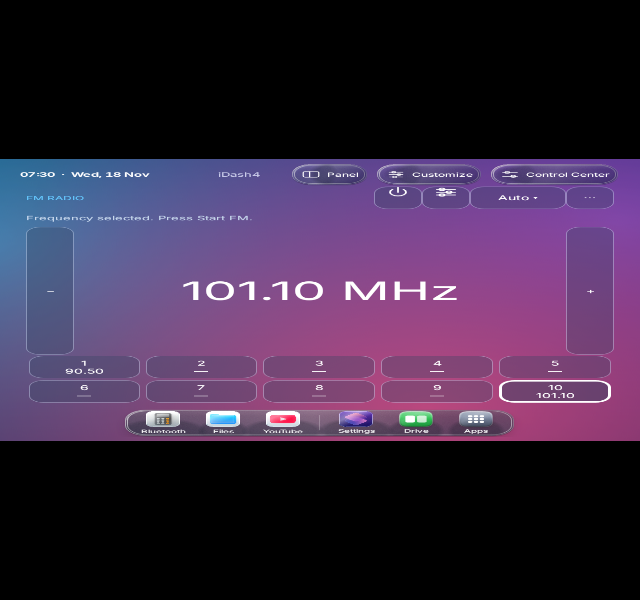 07:30 · Wed, 18 Nov
iDash4
Panel
Customize
Control Center
FM RADIO
Auto ▾
···
Frequency selected. Press Start FM.
−
101.10 MHz
+
1
90.50
2
—
3
—
4
—
5
—
6
—
7
—
8
—
9
—
10
101.10
Bluetooth
Files
YouTube
Settings
Drive
Apps